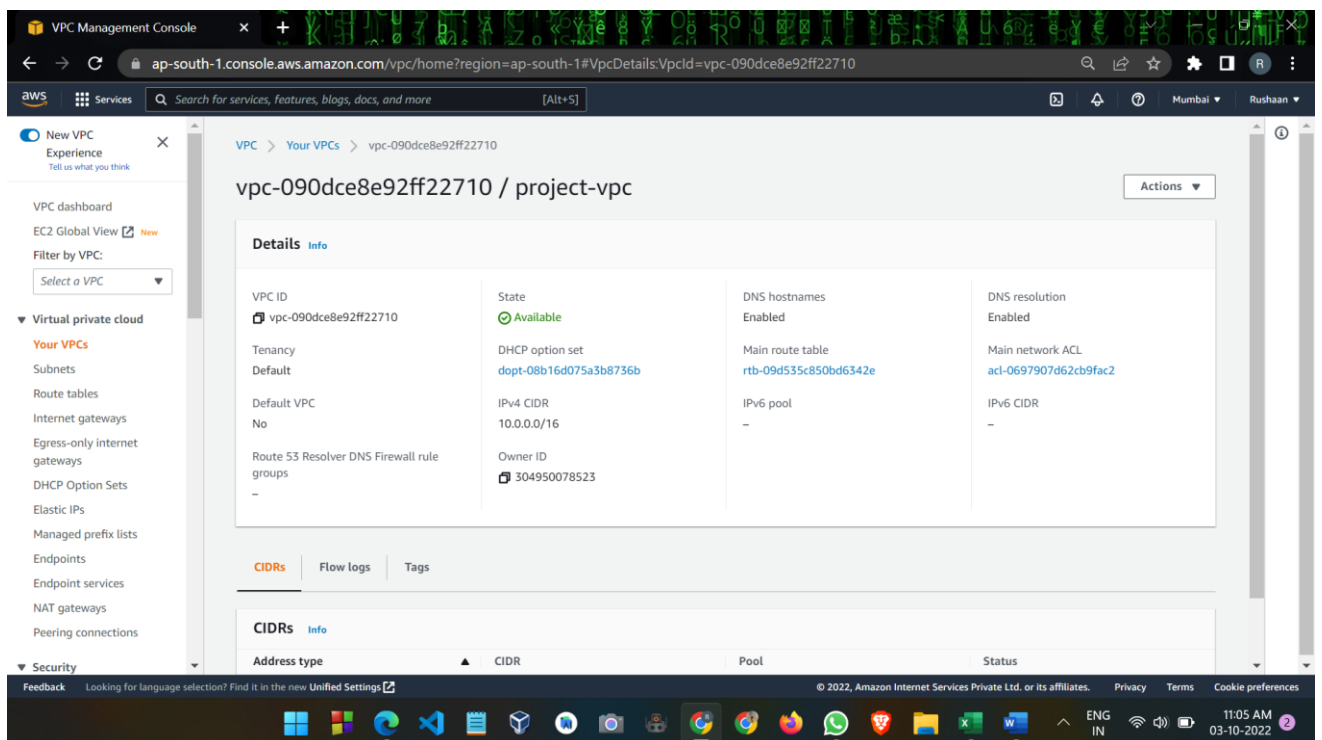 VPC Management Console
ap-south-1.console.aws.amazon.com/vpc/home?region=ap-south-1#VpcDetails:VpcId=vpc-090dce8e92ff22710
R
aws Services Search for services, features, blogs, docs, and more [Alt+S] Mumbai Rushaan
New VPC
Experience
Tell us what you think
VPC dashboard
EC2 Global View New
Filter by VPC:
Select a VPC
Virtual private cloud
Your VPCs
Subnets
Route tables
Internet gateways
Egress-only internet
gateways
DHCP Option Sets
Elastic IPs
Managed prefix lists
Endpoints
Endpoint services
NAT gateways
Peering connections
Security
VPC > Your VPCs > vpc-090dce8e92ff22710
vpc-090dce8e92ff22710 / project-vpc
Actions
Details Info
VPC ID
vpc-090dce8e92ff22710
State
Available
DNS hostnames
Enabled
DNS resolution
Enabled
Tenancy
Default
DHCP option set
dopt-08b16d075a3b8736b
Main route table
rtb-09d535c850bd6342e
Main network ACL
acl-0697907d62cb9fac2
Default VPC
No
IPv4 CIDR
10.0.0.0/16
IPv6 pool
–
IPv6 CIDR
–
Route 53 Resolver DNS Firewall rule
groups
–
Owner ID
304950078523
CIDRs Flow logs Tags
CIDRs Info
Address type CIDR Pool Status
Feedback Looking for language selection? Find it in the new Unified Settings © 2022, Amazon Internet Services Private Ltd. or its affiliates. Privacy Terms Cookie preferences
ENG
IN
11:05 AM
03-10-2022
2